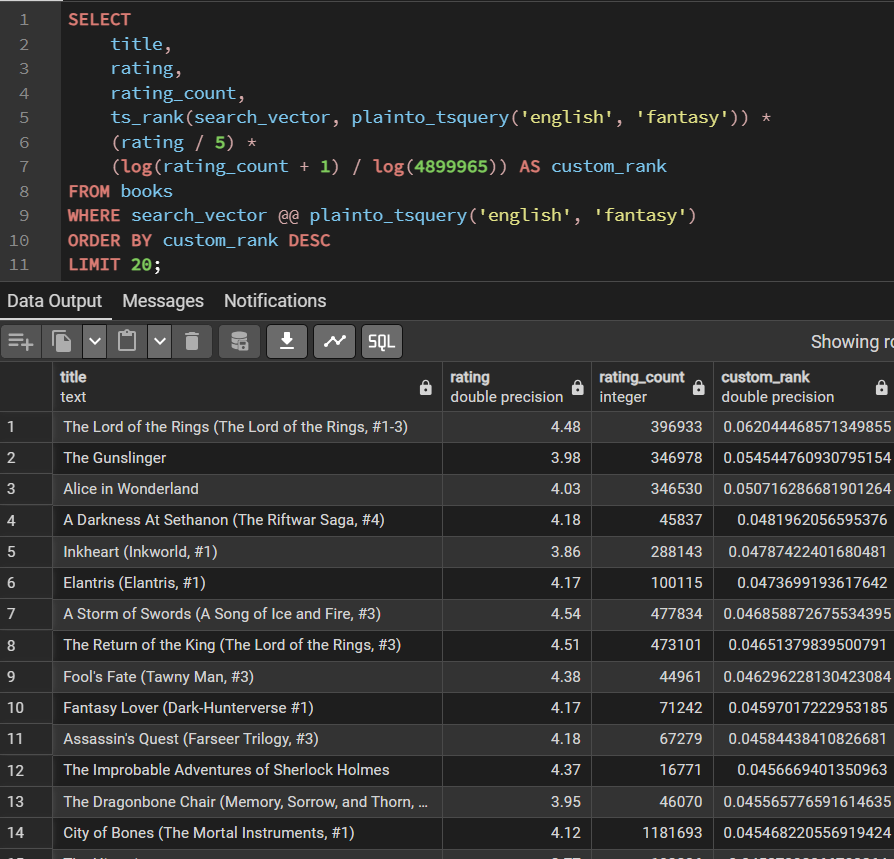 1 SELECT
2 title,
3 rating,
4 rating_count,
5 ts_rank(search_vector, plainto_tsquery('english', 'fantasy')) *
6 (rating / 5) *
7 (log(rating_count + 1) / log(4899965)) AS custom_rank
8 FROM books
9 WHERE search_vector @@ plainto_tsquery('english', 'fantasy')
10 ORDER BY custom_rank DESC
11 LIMIT 20;
Data Output Messages Notifications
SQL Showing ro
title rating rating_count custom_rank
text double precision integer double precision
1 The Lord of the Rings (The Lord of the Rings, #1-3) 4.48 396933 0.062044468571349855
2 The Gunslinger 3.98 346978 0.054544760930795154
3 Alice in Wonderland 4.03 346530 0.050716286681901264
4 A Darkness At Sethanon (The Riftwar Saga, #4) 4.18 45837 0.0481962056595376
5 Inkheart (Inkworld, #1) 3.86 288143 0.04787422401680481
6 Elantris (Elantris, #1) 4.17 100115 0.0473699193617642
7 A Storm of Swords (A Song of Ice and Fire, #3) 4.54 477834 0.046858872675534395
8 The Return of the King (The Lord of the Rings, #3) 4.51 473101 0.04651379839500791
9 Fool's Fate (Tawny Man, #3) 4.38 44961 0.046296228130423084
10 Fantasy Lover (Dark-Hunterverse #1) 4.17 71242 0.04597017222953185
11 Assassin's Quest (Farseer Trilogy, #3) 4.18 67279 0.04584438410826681
12 The Improbable Adventures of Sherlock Holmes 4.37 16771 0.0456669401350963
13 The Dragonbone Chair (Memory, Sorrow, and Thorn, ... 3.95 46070 0.045565776591614635
14 City of Bones (The Mortal Instruments, #1) 4.12 1181693 0.045468220556919424